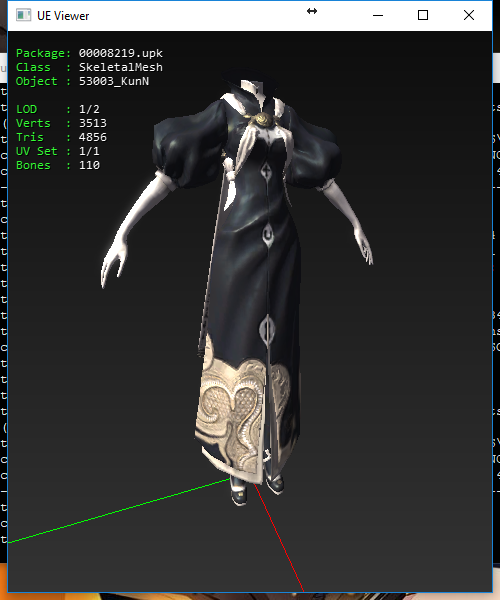 UE Viewer
Package: 00008219.upk
Class  : SkeletalMesh
Object : 53003_KunN
LOD    : 1/2
Verts  : 3513
Tris   : 4856
UV Set : 1/1
Bones  : 110